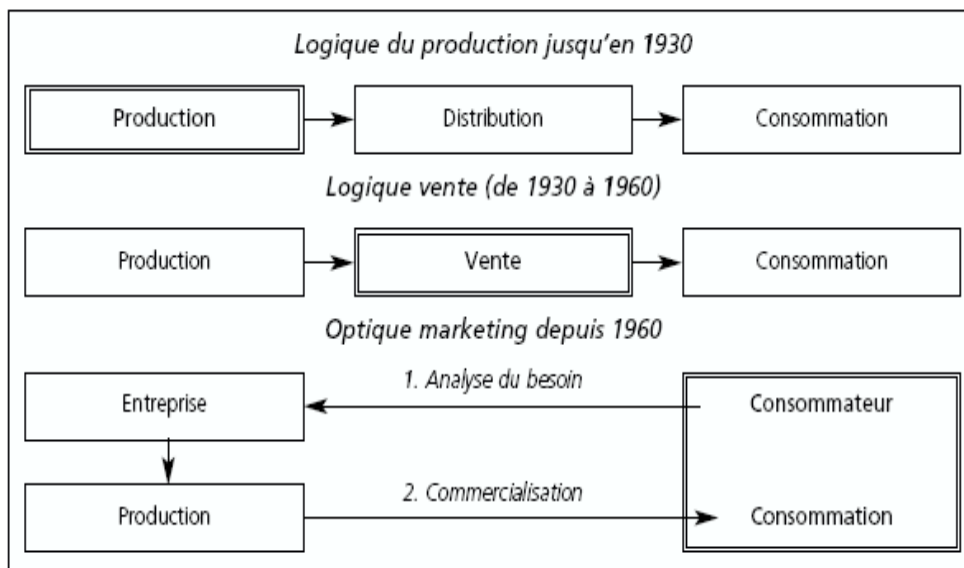 Logique du production jusqu'en 1930
Production
Distribution
Consommation
Logique vente (de 1930 à 1960)
Production
Vente
Consommation
Optique marketing depuis 1960
1. Analyse du besoin
Entreprise
Consommateur
2. Commercialisation
Production
Consommation